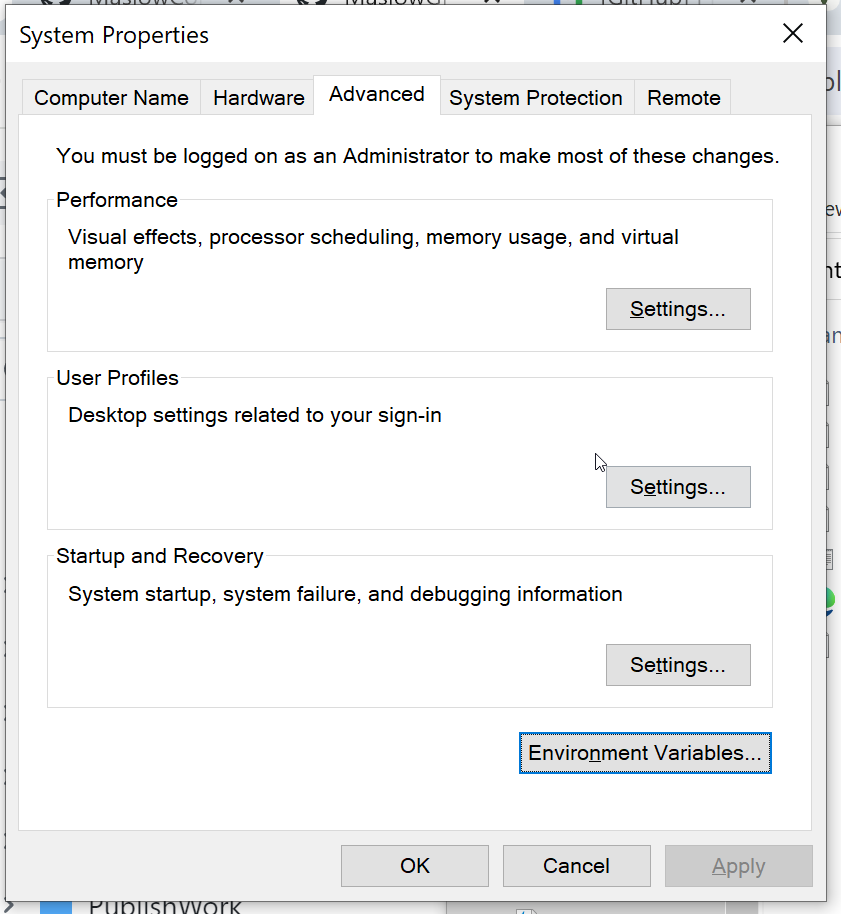 System Properties
Computer Name
Hardware
Advanced
System Protection
Remote
You must be logged on as an Administrator to make most of these changes.
Performance
Visual effects, processor scheduling, memory usage, and virtual
memory
Settings...
User Profiles
Desktop settings related to your sign-in
Settings...
Startup and Recovery
System startup, system failure, and debugging information
Settings...
Environment Variables...
OK
Cancel
Apply
PublishWork